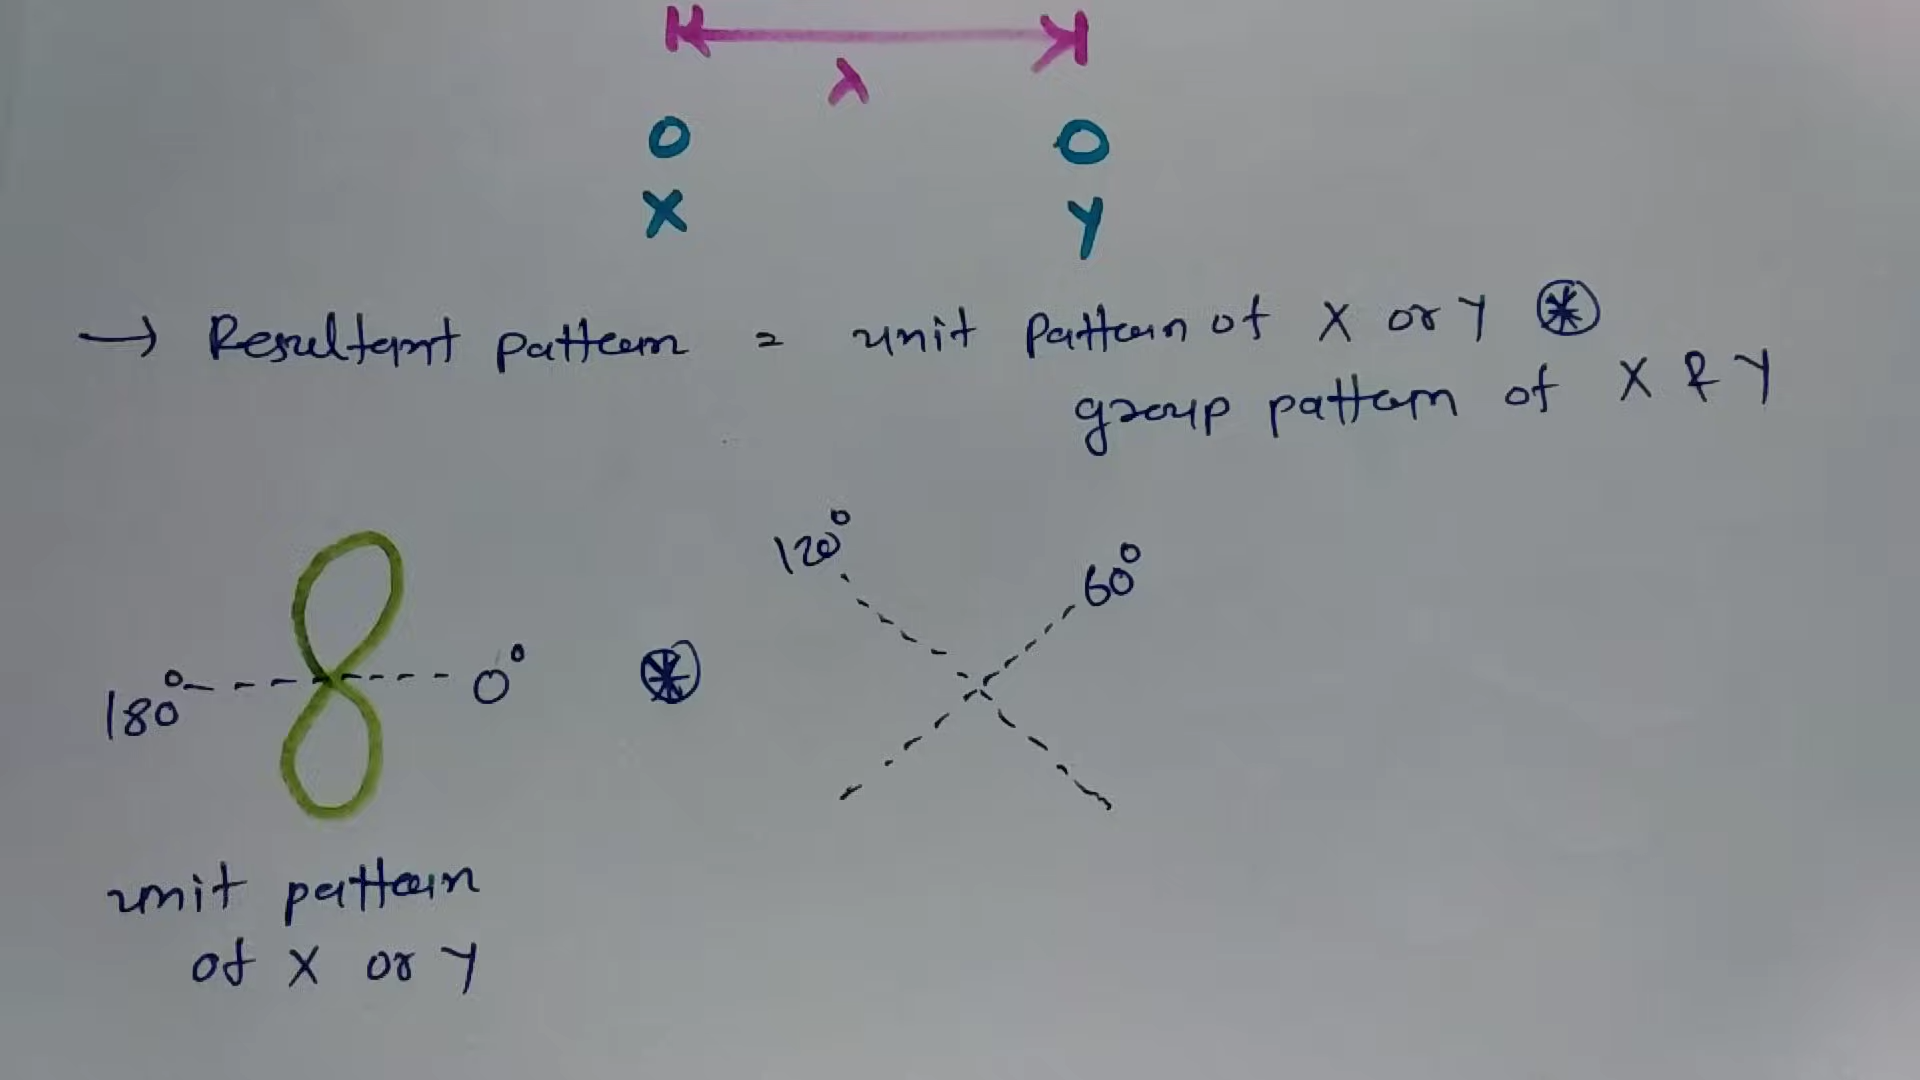 λ
O O
X Y
→ Resultant pattern = unit pattern of X or Y ⊛
group pattern of X & Y
120° 60°
180° 0° ⊛
unit pattern
of X or Y